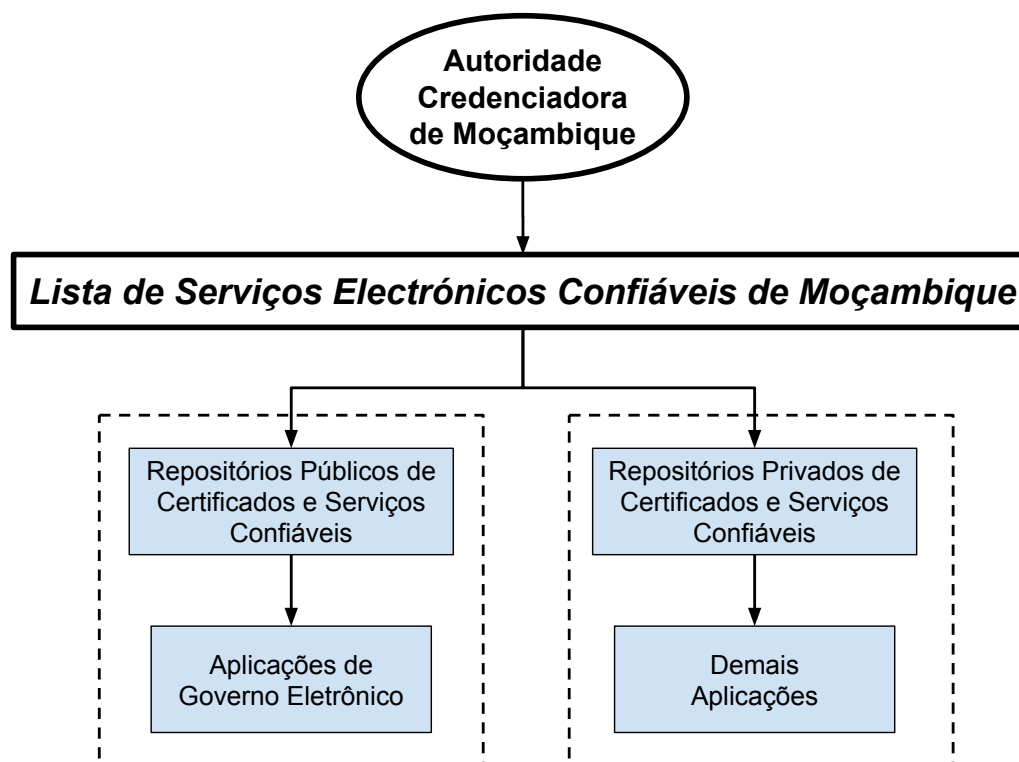 Autoridade
Credenciadora
de Moçambique
Lista de Serviços Electrónicos Confiáveis de Moçambique
Repositórios Públicos de
Certificados e Serviços
Confiáveis
Repositórios Privados de
Certificados e Serviços
Confiáveis
Aplicações de
Governo Eletrônico
Demais
Aplicações